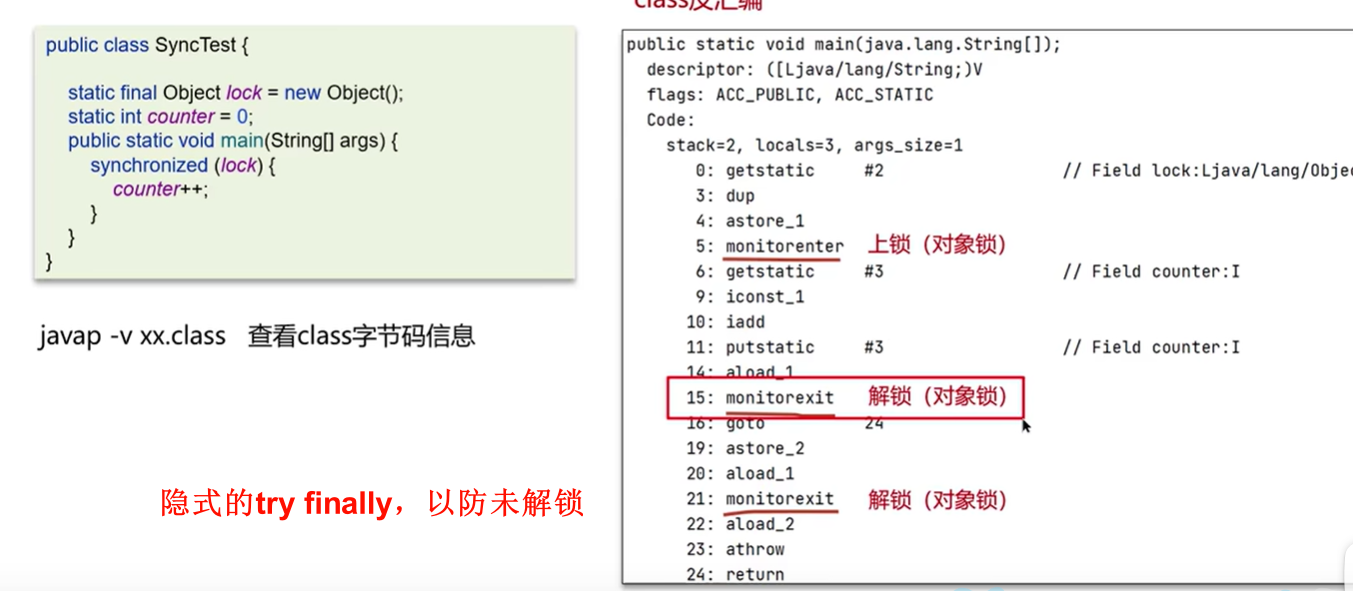 public class SyncTest {
static final Object lock = new Object();
static int counter = 0;
public static void main(String[] args) {
synchronized (lock) {
counter++;
}
}
}
javap -v xx.class 查看class字节码信息
隐式的try finally，以防未解锁
class反汇编
public static void main(java.lang.String[]);
descriptor: ([Ljava/lang/String;)V
flags: ACC_PUBLIC, ACC_STATIC
Code:
stack=2, locals=3, args_size=1
0: getstatic #2 // Field lock:Ljava/lang/Objec
3: dup
4: astore_1
5: monitorenter 上锁（对象锁）
6: getstatic #3 // Field counter:I
9: iconst_1
10: iadd
11: putstatic #3 // Field counter:I
14: aload_1
15: monitorexit 解锁（对象锁）
16: goto 24
19: astore_2
20: aload_1
21: monitorexit 解锁（对象锁）
22: aload_2
23: athrow
24: return